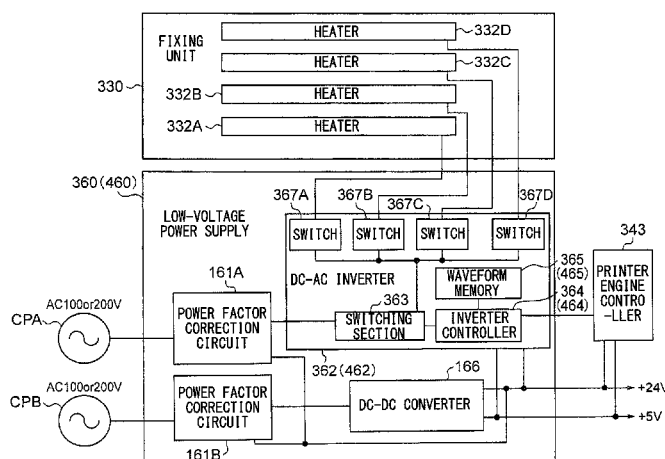 FIXING
UNIT
HEATER
332D
HEATER
332C
332B
HEATER
332A
HEATER
330
360(460)
LOW-VOLTAGE
POWER SUPPLY
367A
367B
367C
367D
SWITCH
SWITCH
SWITCH
SWITCH
DC-AC INVERTER
WAVEFORM
MEMORY
365
(465)
363
SWITCHING
SECTION
INVERTER
CONTROLLER
364
(464)
343
PRINTER
ENGINE
CONTRO
-LLER
161A
AC100or200V
CPA
POWER FACTOR
CORRECTION
CIRCUIT
362(462)
166
AC100or200V
CPB
POWER FACTOR
CORRECTION
CIRCUIT
DC-DC CONVERTER
161B
+24V
+5V